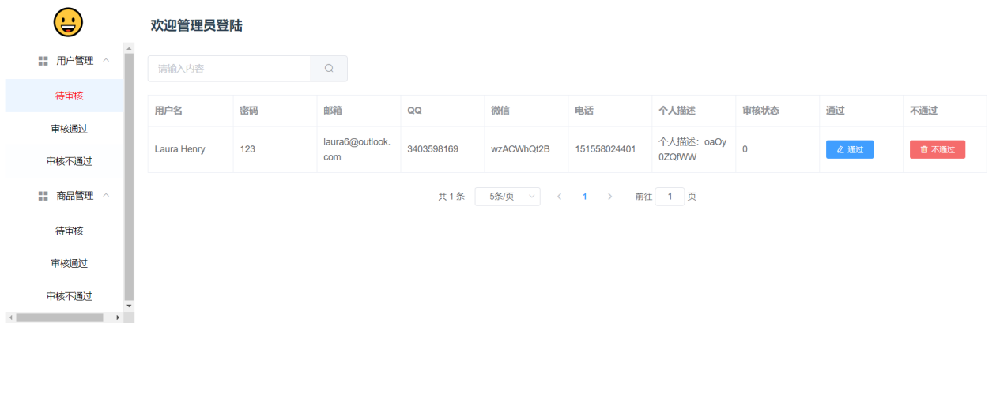 欢迎管理员登陆
用户管理
待审核
审核通过
审核不通过
商品管理
待审核
审核通过
审核不通过
请输入内容
用户名 密码 邮箱 QQ 微信 电话 个人描述 审核状态 通过 不通过
Laura Henry 123 laura6@outlook.com 3403598169 wzACWhQt2B 151558024401 个人描述：oaOy0ZQfWW 0 通过 不通过
共 1 条 5条/页 1 前往 1 页